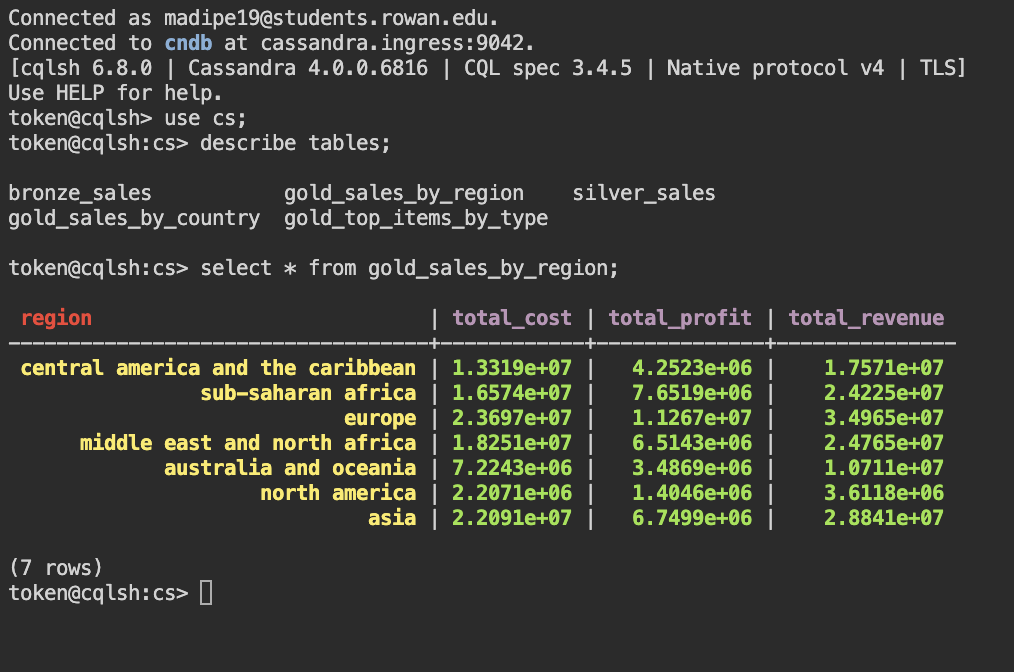 Connected as madipe19@students.rowan.edu.
Connected to cndb at cassandra.ingress:9042.
[cqlsh 6.8.0 | Cassandra 4.0.0.6816 | CQL spec 3.4.5 | Native protocol v4 | TLS]
Use HELP for help.
token@cqlsh> use cs;
token@cqlsh:cs> describe tables;
bronze_sales           gold_sales_by_region    silver_sales
gold_sales_by_country  gold_top_items_by_type
token@cqlsh:cs> select * from gold_sales_by_region;
 region                            | total_cost | total_profit | total_revenue
-----------------------------------+------------+--------------+---------------
 central america and the caribbean | 1.3319e+07 |   4.2523e+06 |    1.7571e+07
                sub-saharan africa | 1.6574e+07 |   7.6519e+06 |    2.4225e+07
                            europe | 2.3697e+07 |   1.1267e+07 |    3.4965e+07
      middle east and north africa | 1.8251e+07 |   6.5143e+06 |    2.4765e+07
             australia and oceania | 7.2243e+06 |   3.4869e+06 |    1.0711e+07
                     north america | 2.2071e+06 |   1.4046e+06 |    3.6118e+06
                              asia | 2.2091e+07 |   6.7499e+06 |    2.8841e+07
(7 rows)
token@cqlsh:cs>